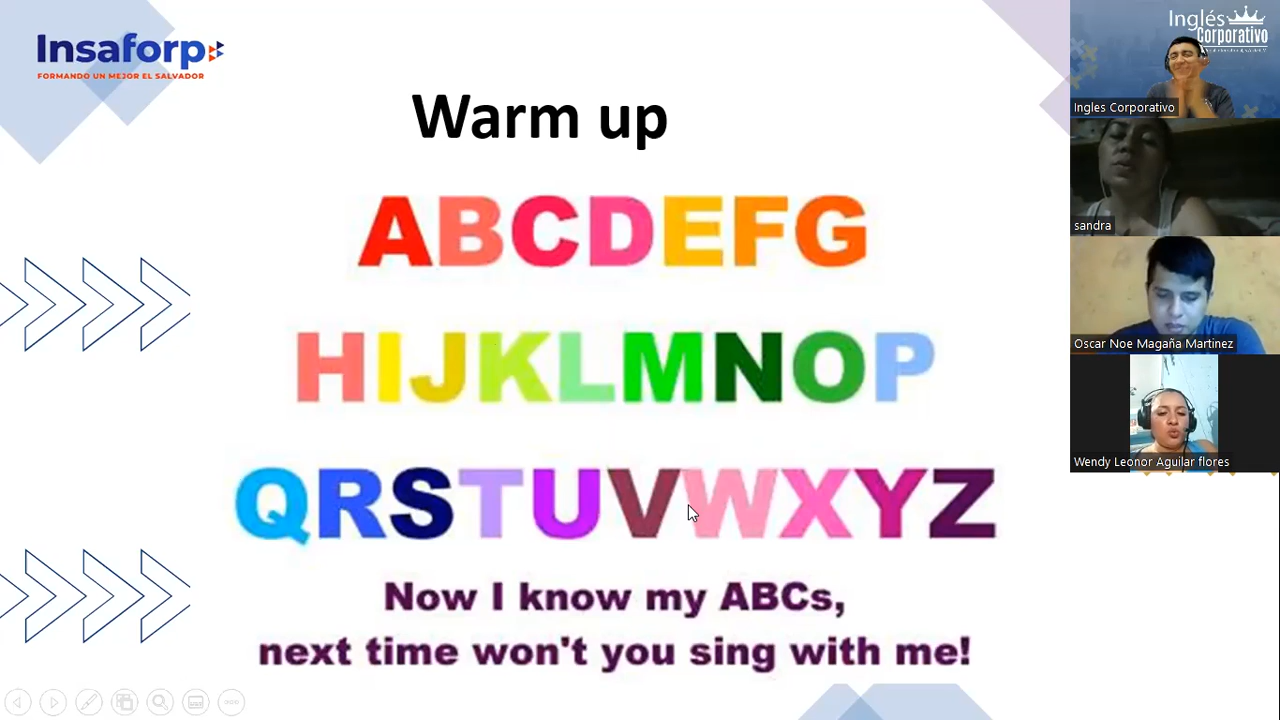 Insaforp
FORMANDO UN MEJOR EL SALVADOR
Warm up
ABCDEFG
HIJKLMNOP
QRSTUVWXYZ
Now I know my ABCs,
next time won't you sing with me!
Inglés
Corporativo
Ingles Corporativo
sandra
Oscar Noe Magaña Martinez
Wendy Leonor Aguilar flores